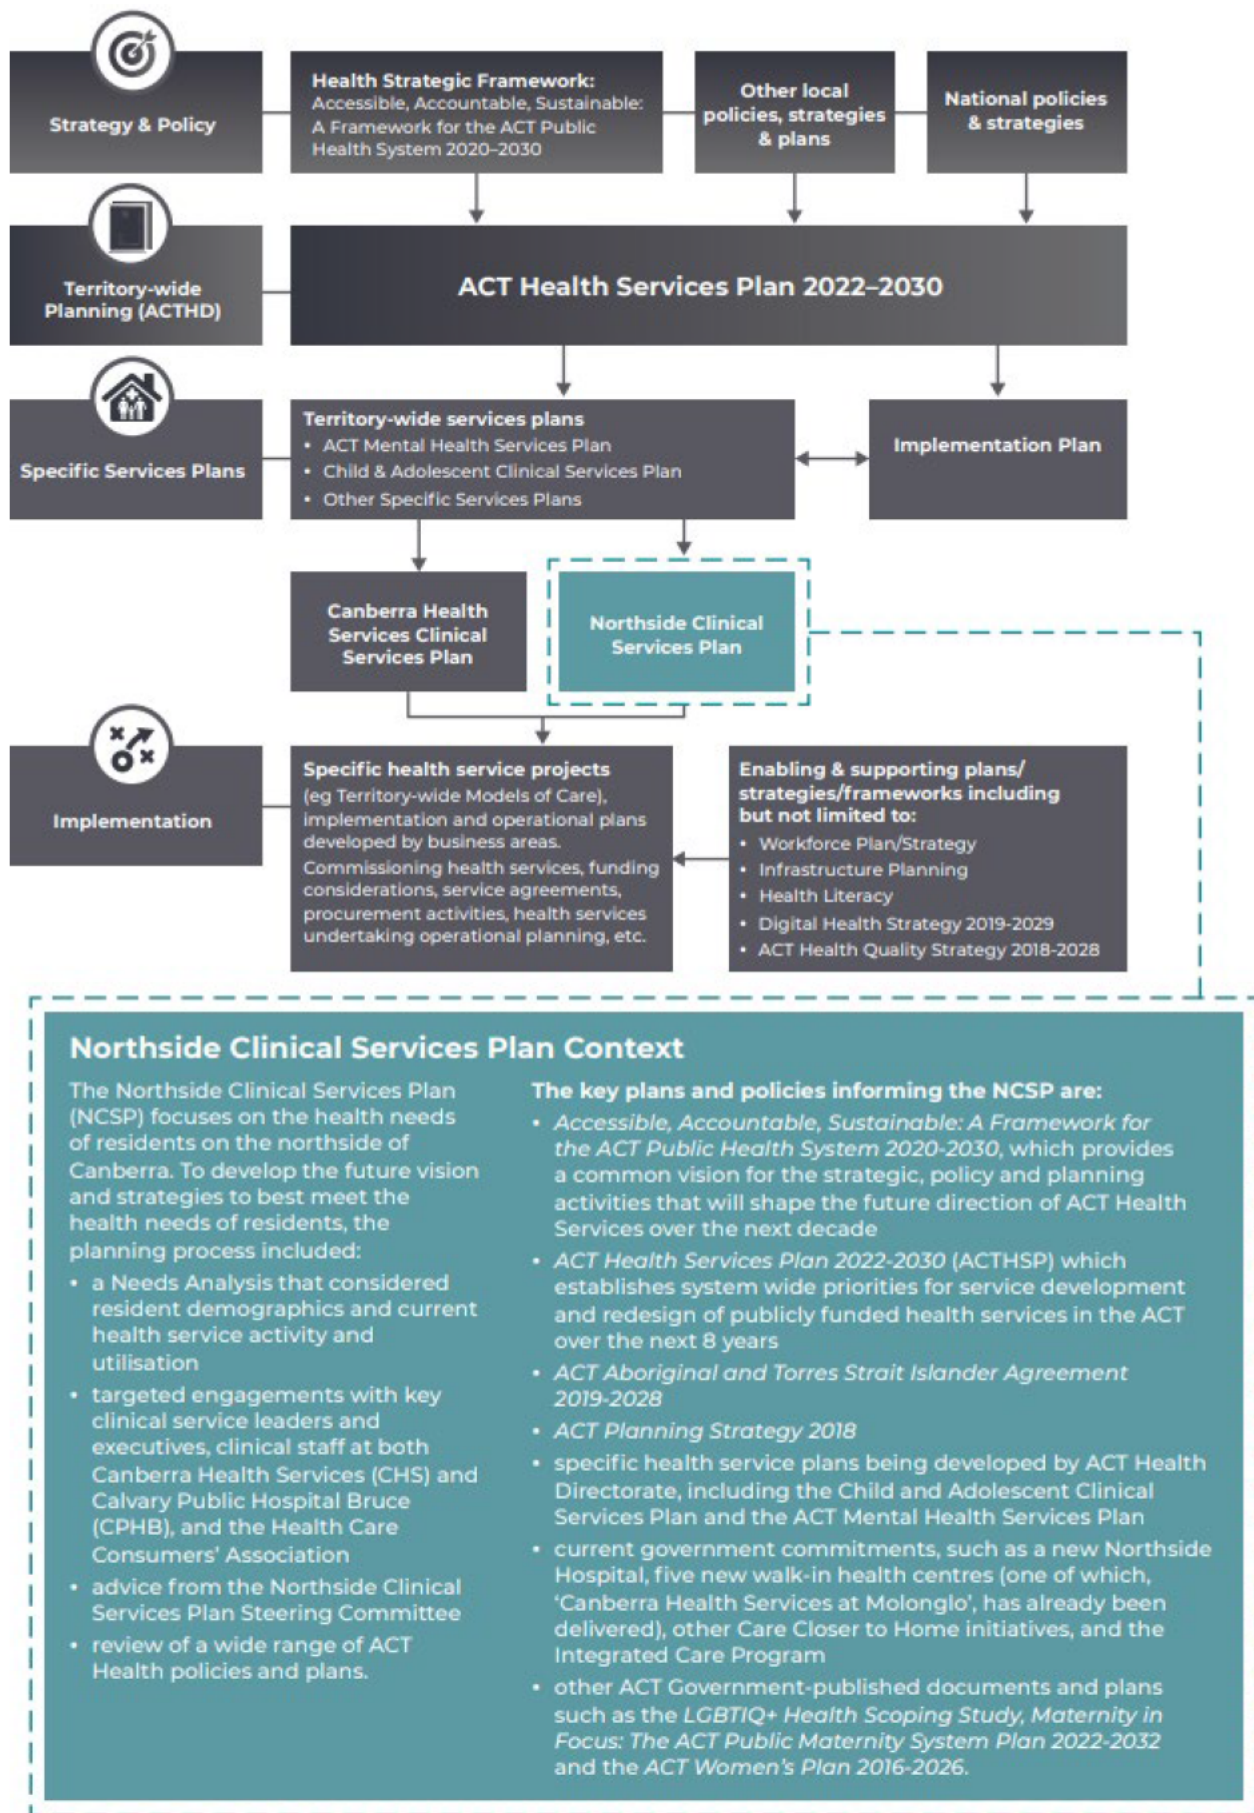 Strategy & Policy
Health Strategic Framework:
Accessible, Accountable, Sustainable:
A Framework for the ACT Public
Health System 2020–2030
Other local
policies, strategies
& plans
National policies
& strategies
Territory-wide
Planning (ACTHD)
ACT Health Services Plan 2022–2030
Specific Services Plans
Territory-wide services plans
• ACT Mental Health Services Plan
• Child & Adolescent Clinical Services Plan
• Other Specific Services Plans
Implementation Plan
Canberra Health
Services Clinical
Services Plan
Northside Clinical
Services Plan
Implementation
Specific health service projects
(eg Territory-wide Models of Care),
implementation and operational plans
developed by business areas.
Commissioning health services, funding
considerations, service agreements,
procurement activities, health services
undertaking operational planning, etc.
Enabling & supporting plans/
strategies/frameworks including
but not limited to:
• Workforce Plan/Strategy
• Infrastructure Planning
• Health Literacy
• Digital Health Strategy 2019-2029
• ACT Health Quality Strategy 2018-2028
Northside Clinical Services Plan Context
The Northside Clinical Services Plan
(NCSP) focuses on the health needs
of residents on the northside of
Canberra. To develop the future vision
and strategies to best meet the
health needs of residents, the
planning process included:
• a Needs Analysis that considered
resident demographics and current
health service activity and
utilisation
• targeted engagements with key
clinical service leaders and
executives, clinical staff at both
Canberra Health Services (CHS) and
Calvary Public Hospital Bruce
(CPHB), and the Health Care
Consumers' Association
• advice from the Northside Clinical
Services Plan Steering Committee
• review of a wide range of ACT
Health policies and plans.
The key plans and policies informing the NCSP are:
• Accessible, Accountable, Sustainable: A Framework for
the ACT Public Health System 2020-2030, which provides
a common vision for the strategic, policy and planning
activities that will shape the future direction of ACT Health
Services over the next decade
• ACT Health Services Plan 2022-2030 (ACTHSP) which
establishes system wide priorities for service development
and redesign of publicly funded health services in the ACT
over the next 8 years
• ACT Aboriginal and Torres Strait Islander Agreement
2019-2028
• ACT Planning Strategy 2018
• specific health service plans being developed by ACT Health
Directorate, including the Child and Adolescent Clinical
Services Plan and the ACT Mental Health Services Plan
• current government commitments, such as a new Northside
Hospital, five new walk-in health centres (one of which,
'Canberra Health Services at Molonglo', has already been
delivered), other Care Closer to Home initiatives, and the
Integrated Care Program
• other ACT Government-published documents and plans
such as the LGBTIQ+ Health Scoping Study, Maternity in
Focus: The ACT Public Maternity System Plan 2022-2032
and the ACT Women's Plan 2016-2026.